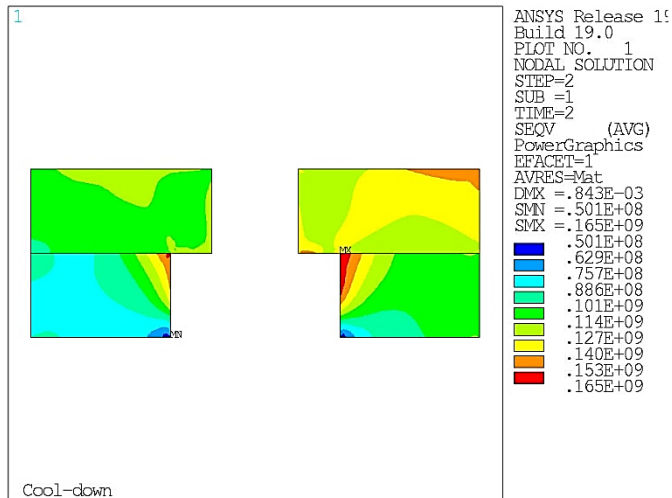 1
ANSYS Release 19
Build 19.0
PLOT NO. 1
NODAL SOLUTION
STEP=2
SUB =1
TIME=2
SEQV (AVG)
PowerGraphics
EFACET=1
AVRES=Mat
DMX =.843E-03
SMN =.501E+08
SMX =.165E+09
.501E+08
.629E+08
.757E+08
.886E+08
.101E+09
.114E+09
.127E+09
.140E+09
.153E+09
.165E+09
MX
MN
Cool-down